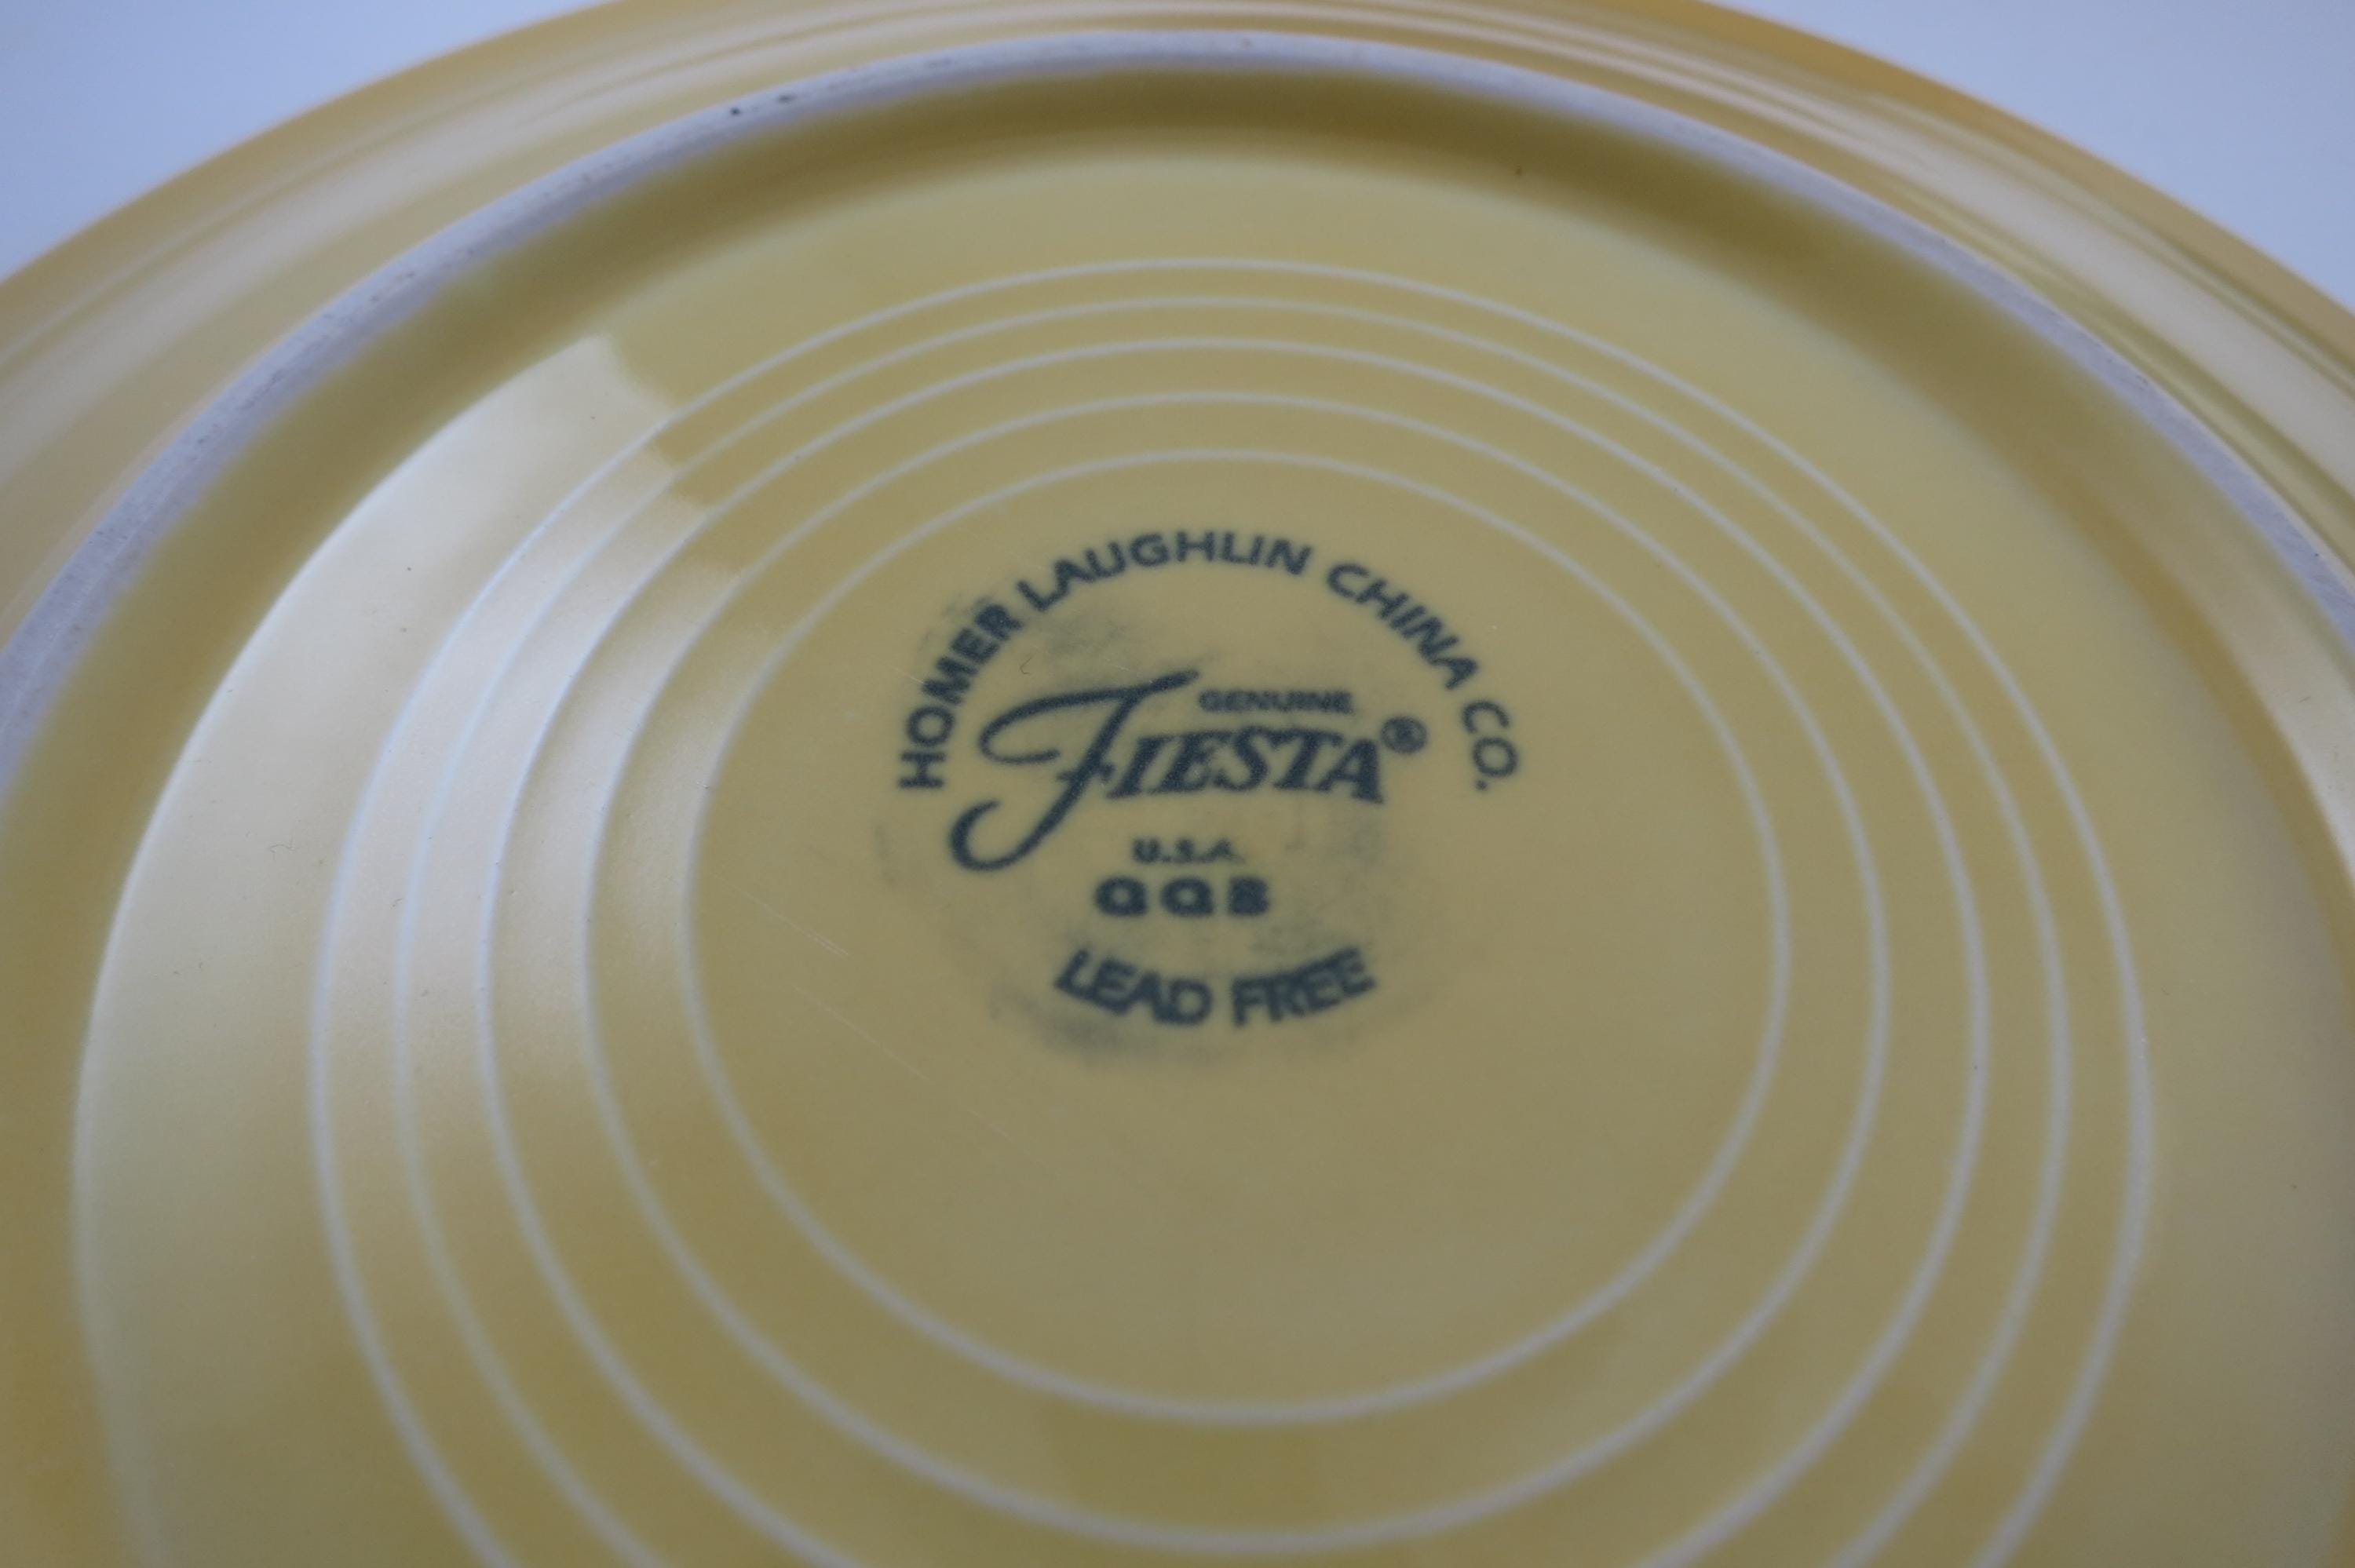 HOMER LAUGHLIN CHINA CO.
GENUINE
FIESTA®
U.S.A.
QQB
LEAD FREE